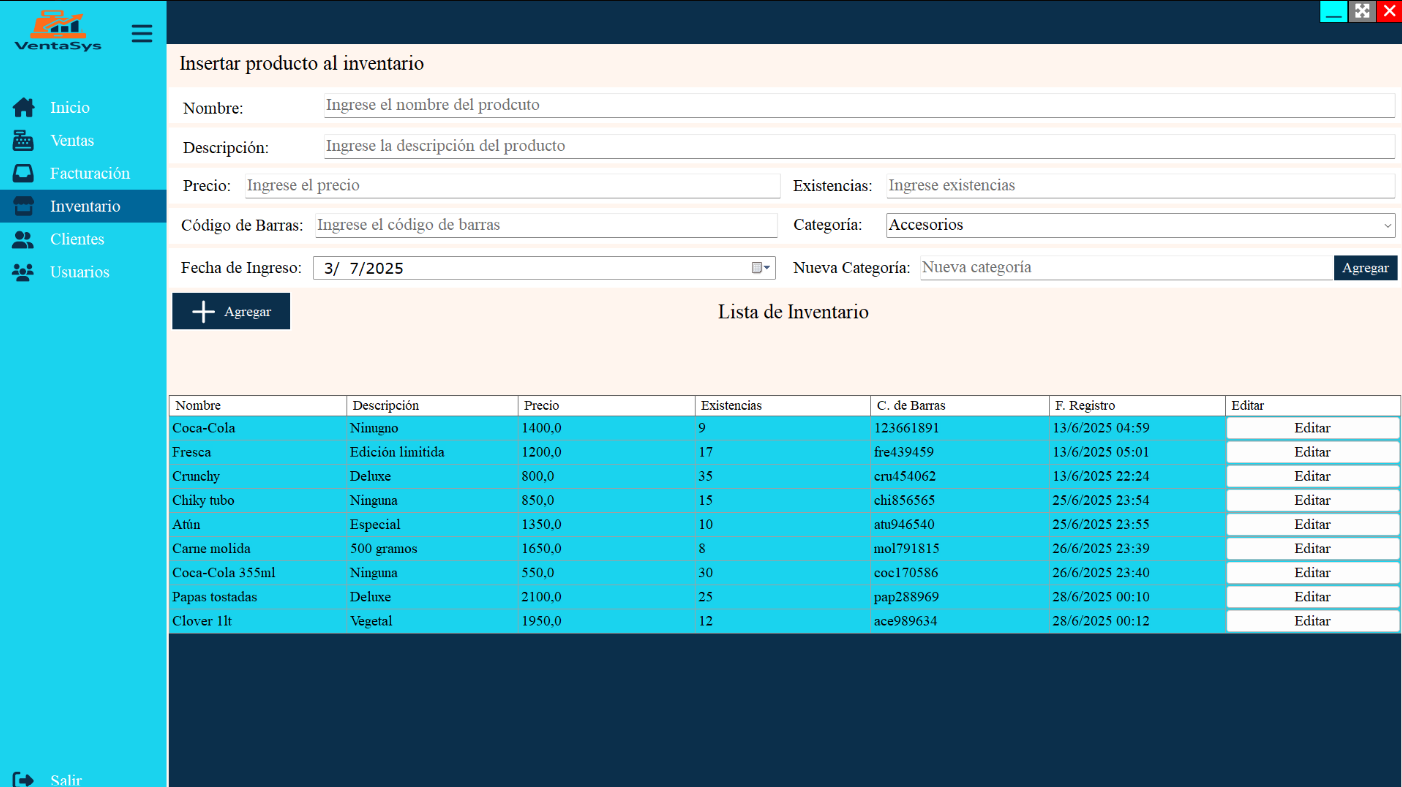 VentaSys
Inicio
Ventas
Facturación
Inventario
Clientes
Usuarios
Salir
Insertar producto al inventario
Nombre: Ingrese el nombre del prodcuto
Descripción: Ingrese la descripción del producto
Precio: Ingrese el precio Existencias: Ingrese existencias
Código de Barras: Ingrese el código de barras Categoría: Accesorios
Fecha de Ingreso: 3/ 7/2025 Nueva Categoría: Nueva categoría Agregar
Agregar Lista de Inventario
Nombre Descripción Precio Existencias C. de Barras F. Registro Editar
Coca-Cola Ninugno 1400,0 9 123661891 13/6/2025 04:59 Editar
Fresca Edición limitida 1200,0 17 fre439459 13/6/2025 05:01 Editar
Crunchy Deluxe 800,0 35 cru454062 13/6/2025 22:24 Editar
Chiky tubo Ninguna 850,0 15 chi856565 25/6/2025 23:54 Editar
Atún Especial 1350,0 10 atu946540 25/6/2025 23:55 Editar
Carne molida 500 gramos 1650,0 8 mol791815 26/6/2025 23:39 Editar
Coca-Cola 355ml Ninguna 550,0 30 coc170586 26/6/2025 23:40 Editar
Papas tostadas Deluxe 2100,0 25 pap288969 28/6/2025 00:10 Editar
Clover 1lt Vegetal 1950,0 12 ace989634 28/6/2025 00:12 Editar